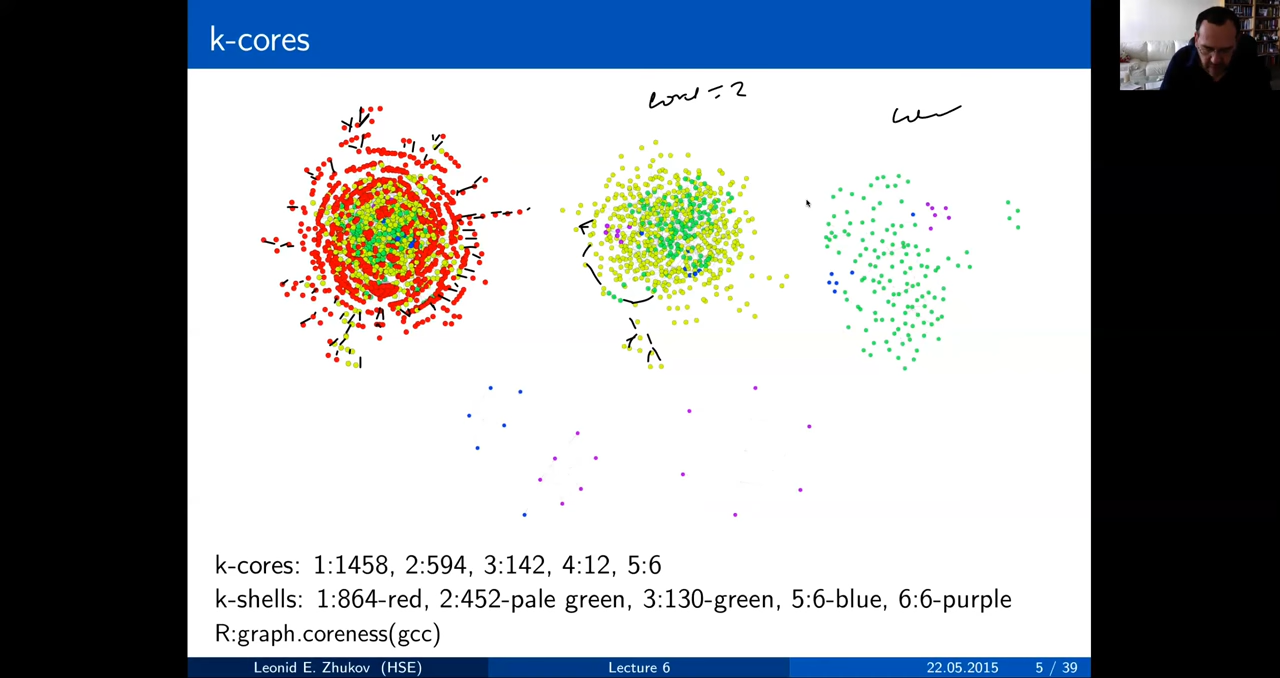 k-cores
k-cores: 1:1458, 2:594, 3:142, 4:12, 5:6
k-shells: 1:864-red, 2:452-pale green, 3:130-green, 5:6-blue, 6:6-purple
R:graph.coreness(gcc)
Leonid E. Zhukov (HSE) Lecture 6 22.05.2015 5 / 39